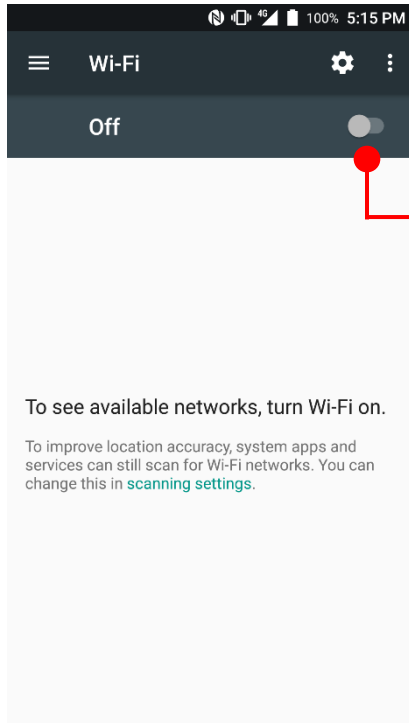 4G 100% 5:15 PM
Wi-Fi
Off
To see available networks, turn Wi-Fi on.
To improve location accuracy, system apps and
services can still scan for Wi-Fi networks. You can
change this in scanning settings.